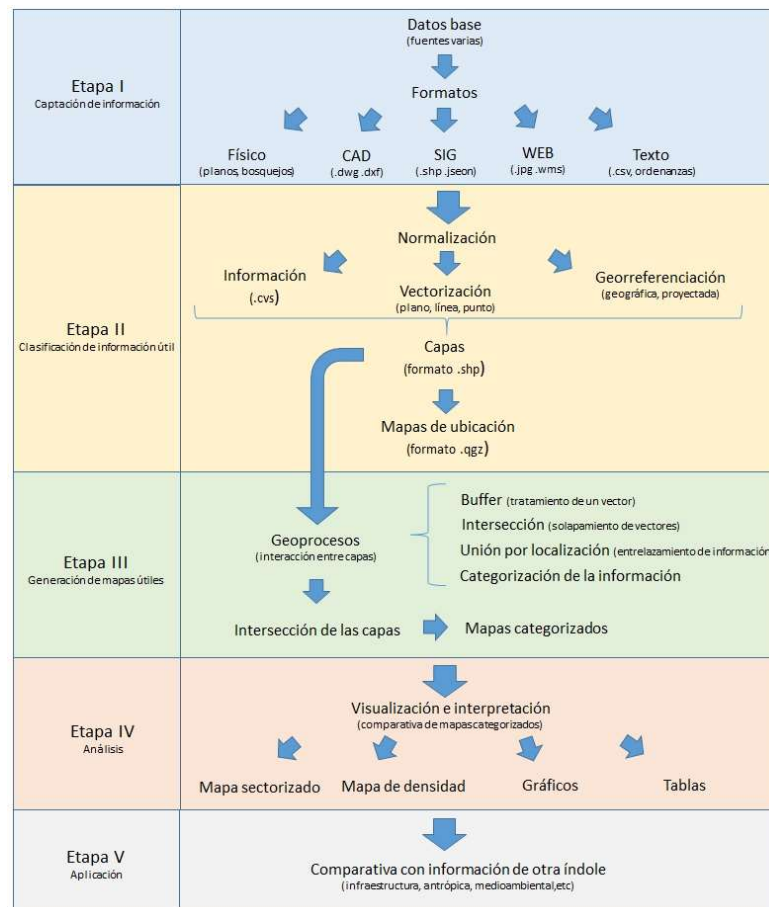 Datos base
(fuentes varias)
Etapa I
Captación de información
Formatos
Físico
(planos, bosquejos)
CAD
(.dwg .dxf)
SIG
(.shp .jseon)
WEB
(.jpg .wms)
Texto
(.csv, ordenanzas)
Normalización
Información
(.cvs)
Vectorización
(plano, línea, punto)
Georreferenciación
(geográfica, proyectada)
Etapa II
Clasificación de información útil
Capas
(formato .shp)
Mapas de ubicación
(formato .qgz)
Etapa III
Generación de mapas útiles
Geoprocesos
(interacción entre capas)
Buffer (tratamiento de un vector)
Intersección (solapamiento de vectores)
Unión por localización (entrelazamiento de información)
Categorización de la información
Intersección de las capas
Mapas categorizados
Etapa IV
Análisis
Visualización e interpretación
(comparativa de mapas categorizados)
Mapa sectorizado
Mapa de densidad
Gráficos
Tablas
Etapa V
Aplicación
Comparativa con información de otra índole
(infraestructura, antrópica, medioambiental,etc)